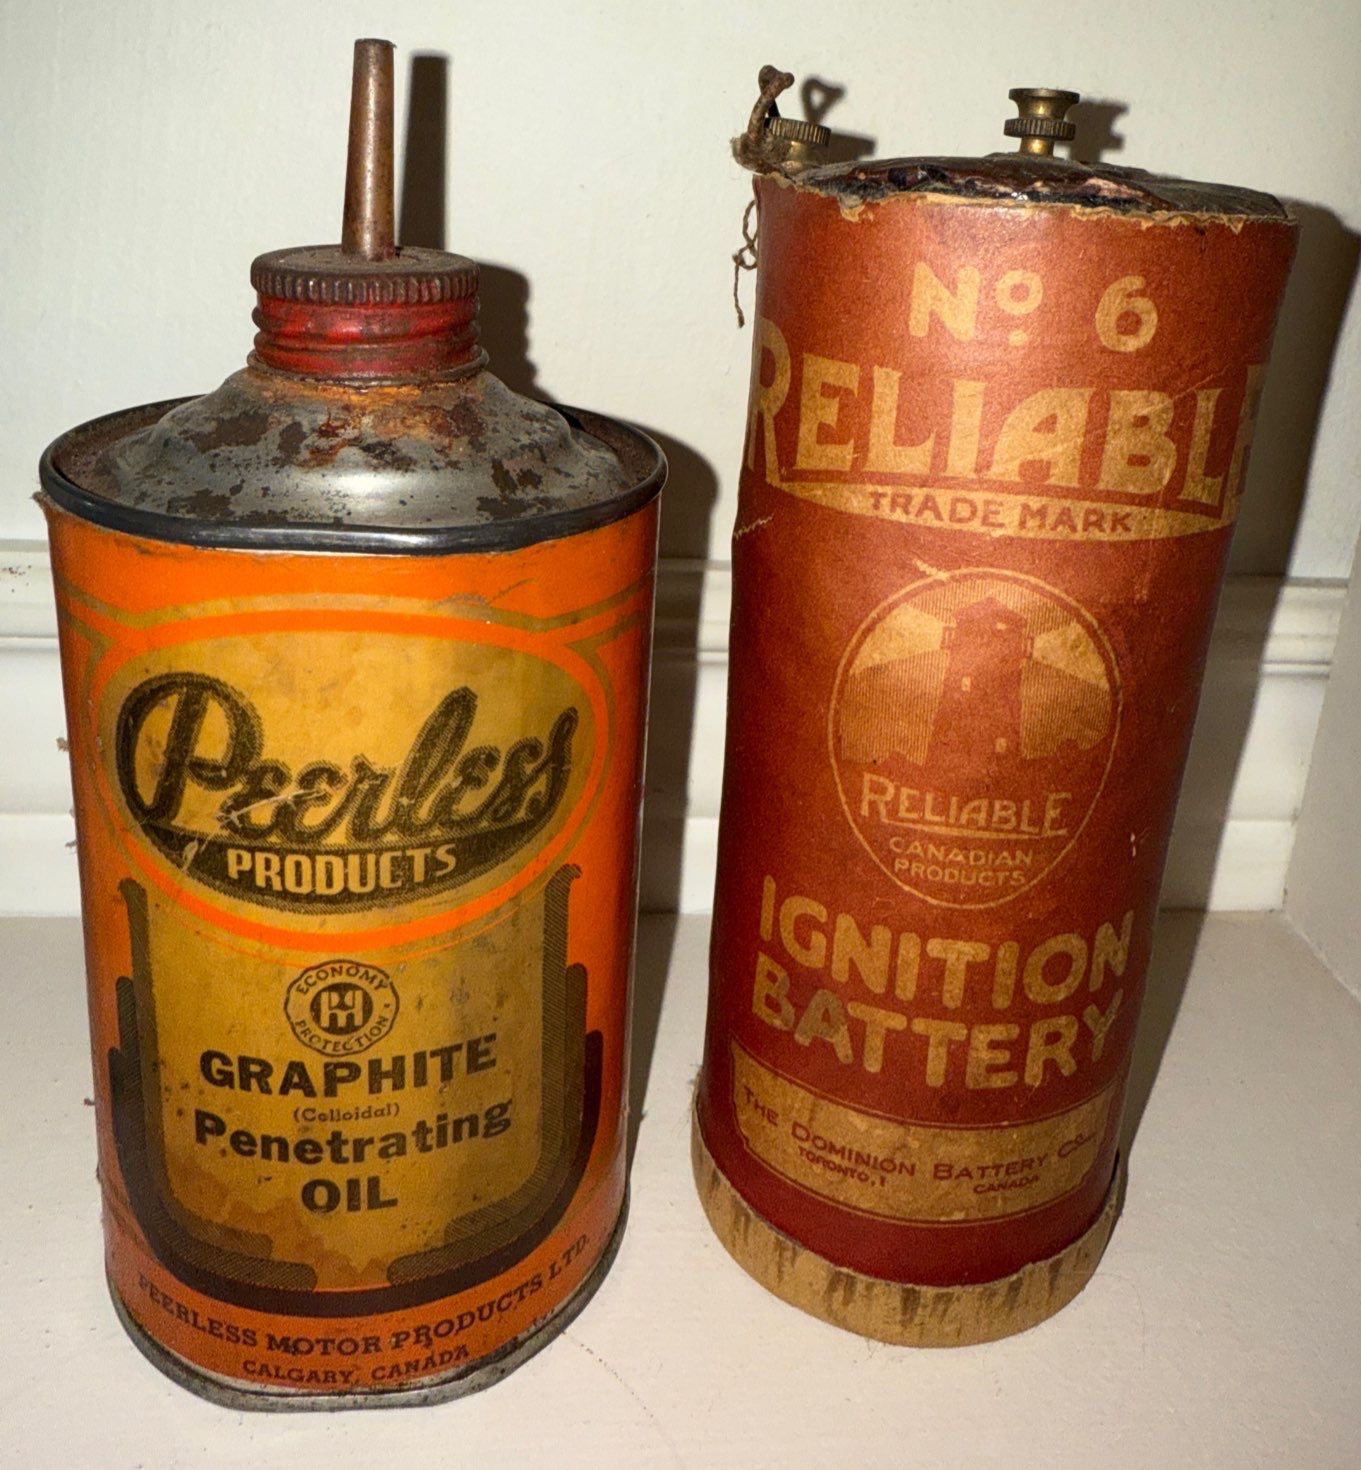 Peerless
PRODUCTS
ECONOMY
PROTECTION
GRAPHITE
(Colloidal)
Penetrating
OIL
PEERLESS MOTOR PRODUCTS LTD.
CALGARY, CANADA
No 6
RELIABLE
TRADE MARK
RELIABLE
CANADIAN
PRODUCTS
IGNITION
BATTERY
THE DOMINION BATTERY CO
TORONTO, 1 CANADA